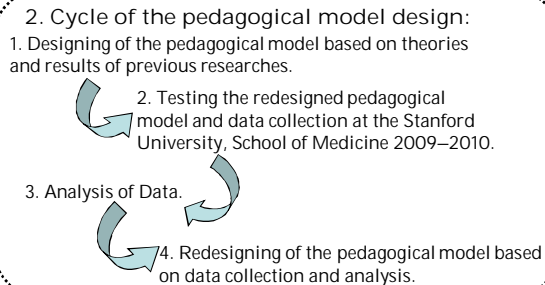 2. Cycle of the pedagogical model design:
1. Designing of the pedagogical model based on theories
and results of previous researches.
2. Testing the redesigned pedagogical
model and data collection at the Stanford
University, School of Medicine 2009–2010.
3. Analysis of Data.
4. Redesigning of the pedagogical model based
on data collection and analysis.